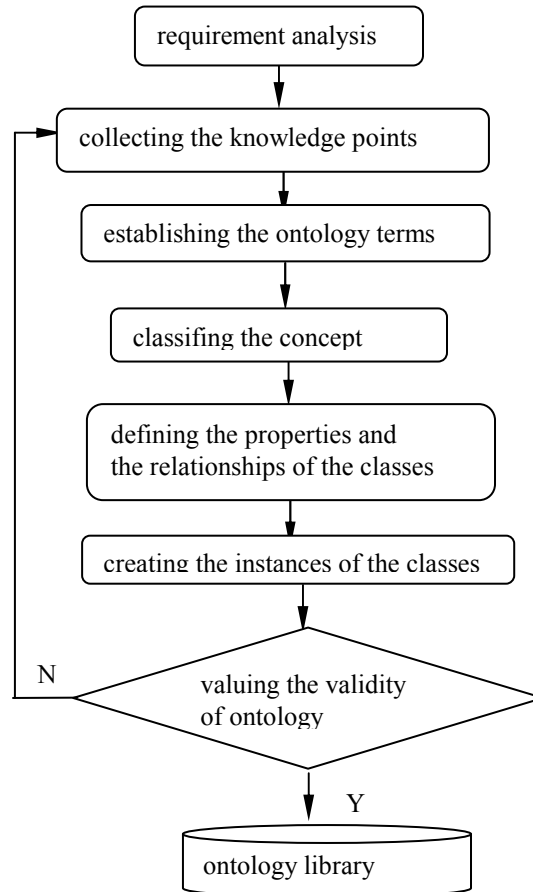 requirement analysis
collecting the knowledge points
establishing the ontology terms
classifing the concept
defining the properties and
the relationships of the classes
creating the instances of the classes
N
valuing the validity
of ontology
Y
ontology library